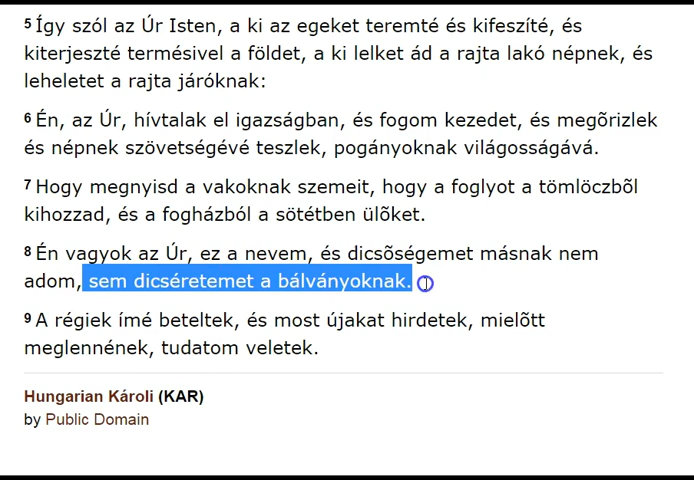 5 Így szól az Úr Isten, a ki az egeket teremté és kifeszíté, és
kiterjeszté termésivel a földet, a ki lelket ád a rajta lakó népnek, és
leheletet a rajta járóknak:
6 Én, az Úr, hívtalak el igazságban, és fogom kezedet, és megõrizlek
és népnek szövetségévé teszlek, pogányoknak világosságává.
7 Hogy megnyisd a vakoknak szemeit, hogy a foglyot a tömlöczbõl
kihozzad, és a fogházból a sötétben ülõket.
8 Én vagyok az Úr, ez a nevem, és dicsõségemet másnak nem
adom, sem dicséretemet a bálványoknak.
9 A régiek ímé beteltek, és most újakat hirdetek, mielõtt
meglennének, tudatom veletek.
Hungarian Károli (KAR)
by Public Domain